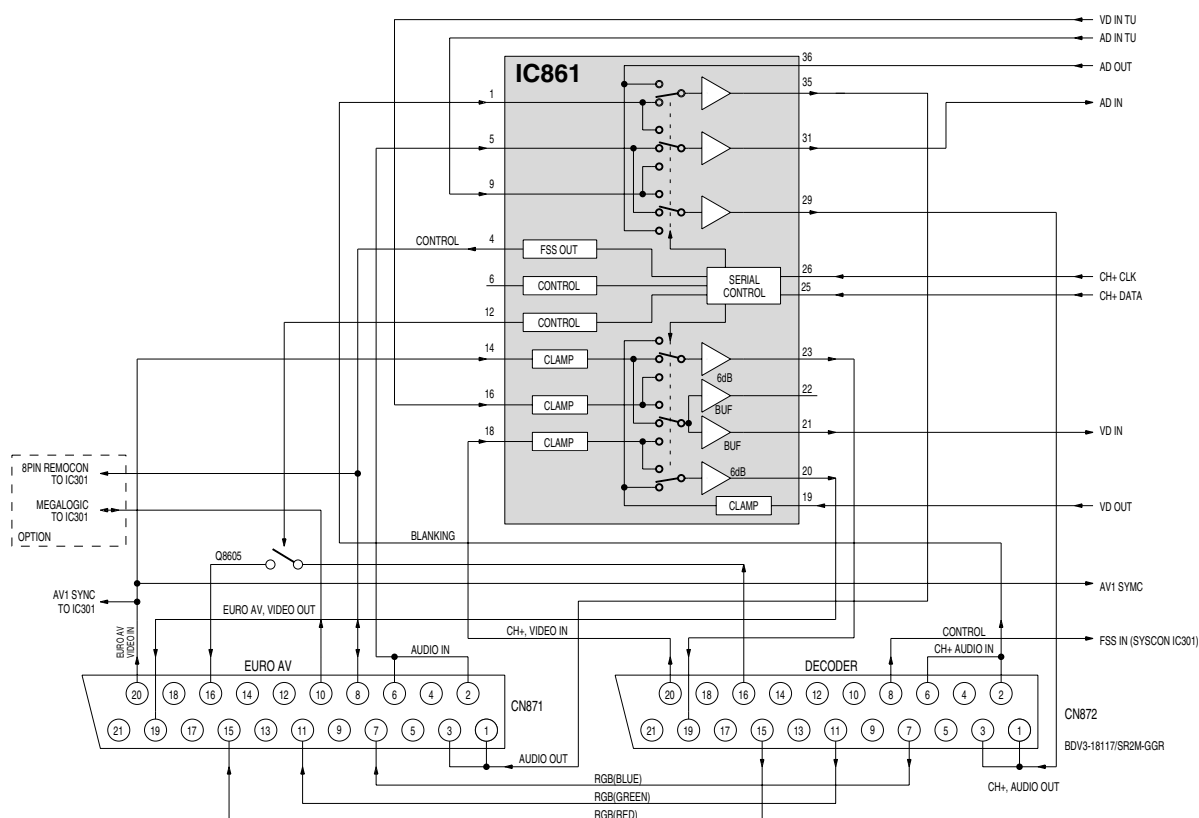 VD IN TU
AD IN TU
IC861
36
AD OUT
35
1
AD IN
5
31
9
29
CONTROL
4
FSS OUT
SERIAL
CONTROL
26
CH+ CLK
6
CONTROL
25
CH+ DATA
12
CONTROL
14
CLAMP
23
6dB
16
CLAMP
22
BUF
18
CLAMP
21
VD IN
BUF
8PIN REMOCON
TO IC301
6dB
20
MEGALOGIC
TO IC301
CLAMP
19
VD OUT
OPTION
BLANKING
Q8605
AV1 SYNC
TO IC301
AV1 SYMC
EURO AV
VIDEO IN
EURO AV, VIDEO OUT
CH+, VIDEO IN
CONTROL
FSS IN (SYSCON IC301)
AUDIO IN
CH+ AUDIO IN
EURO AV
DECODER
20 18 16 14 12 10 8 6 4 2
20 18 16 14 12 10 8 6 4 2
CN871
CN872
21 19 17 15 13 11 9 7 5 3 1
21 19 17 15 13 11 9 7 5 3 1
BDV3-18117/SR2M-GGR
AUDIO OUT
RGB(BLUE)
CH+, AUDIO OUT
RGB(GREEN)
RGB(RED)